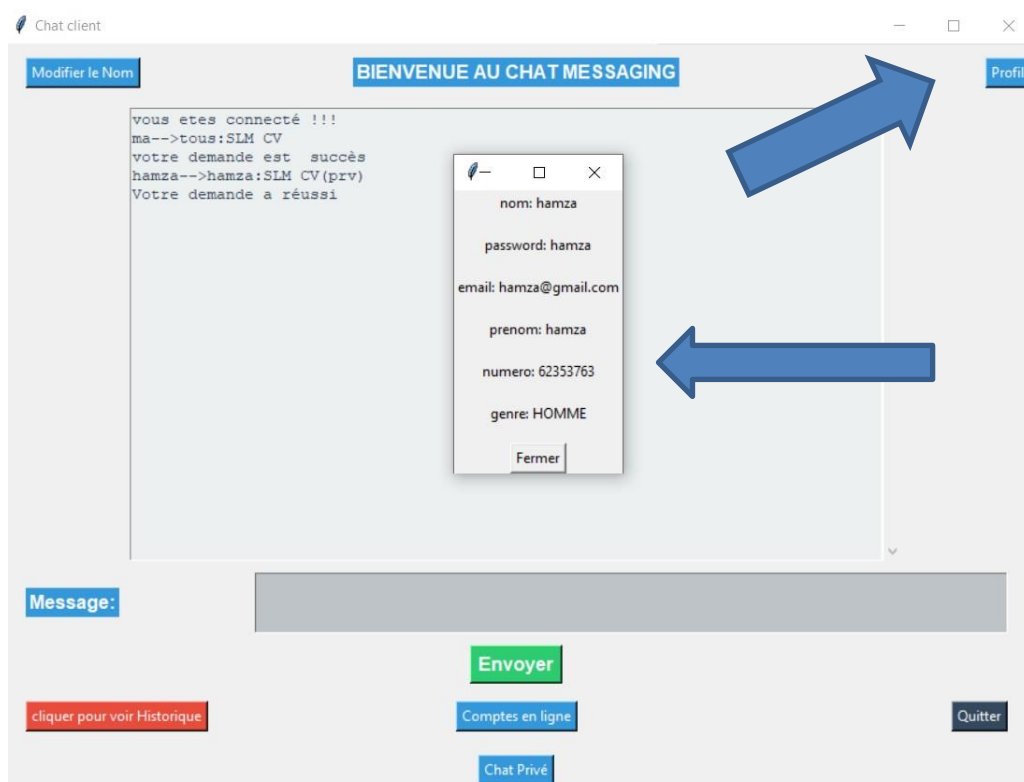 Chat client
Modifier le Nom
BIENVENUE AU CHAT MESSAGING
Profil
vous etes connecté !!!
ma-->tous:SLM CV
votre demande est  succès
hamza-->hamza:SLM CV(prv)
Votre demande a réussi
nom: hamza
password: hamza
email: hamza@gmail.com
prenom: hamza
numero: 62353763
genre: HOMME
Fermer
Message:
Envoyer
cliquer pour voir Historique
Comptes en ligne
Quitter
Chat Privé